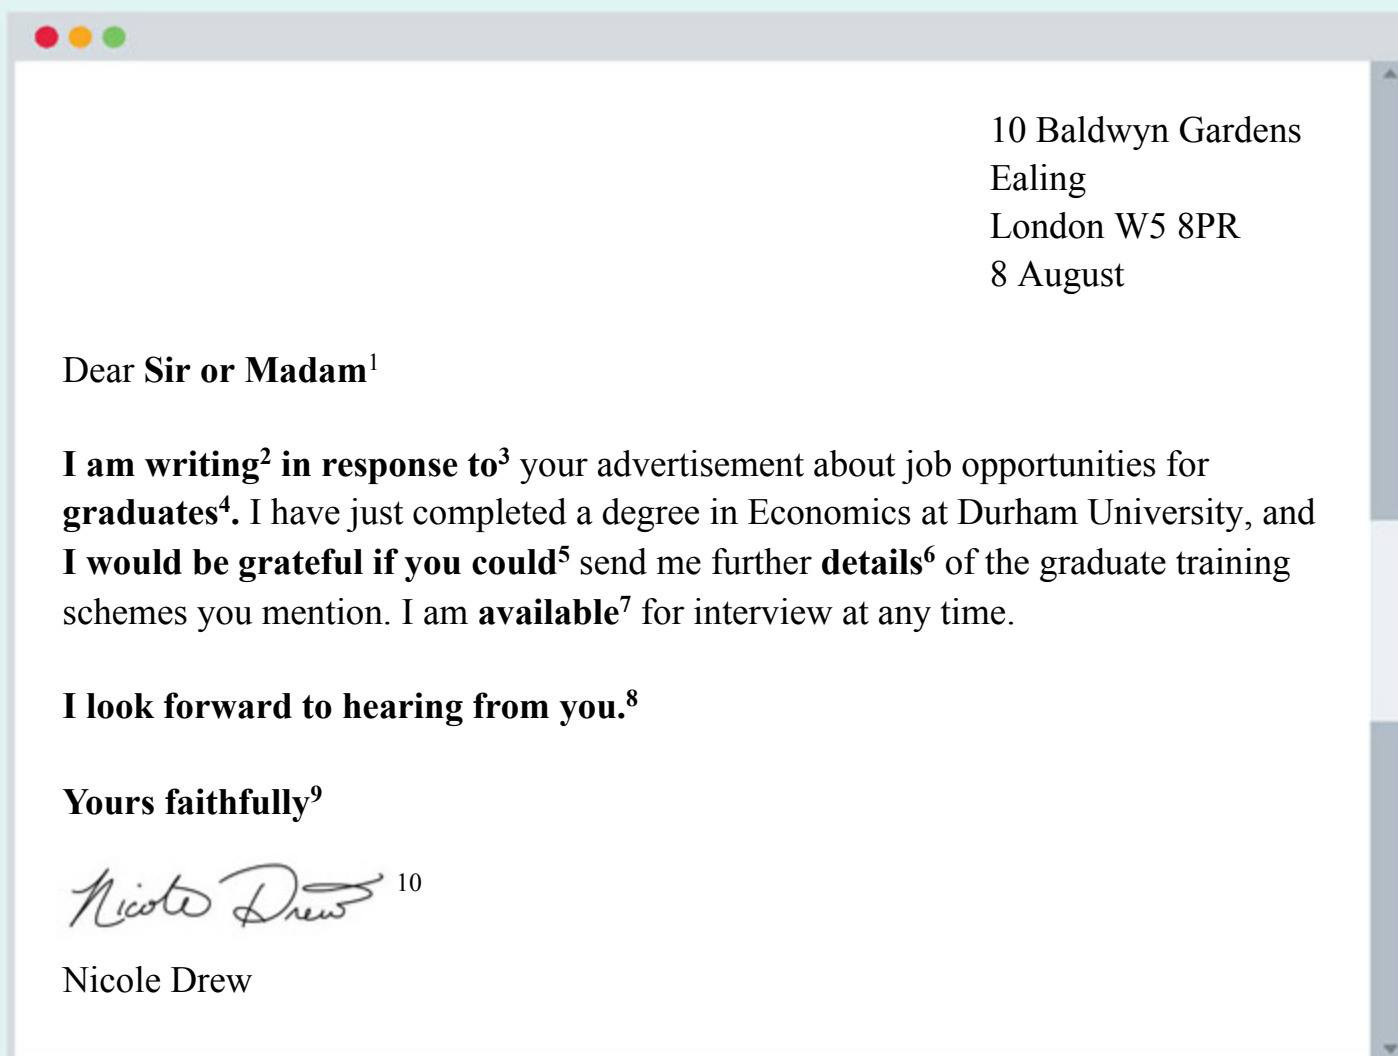 10 Baldwyn Gardens
Ealing
London W5 8PR
8 August
Dear Sir or Madam¹
I am writing² in response to³ your advertisement about job opportunities for
graduates⁴. I have just completed a degree in Economics at Durham University, and
I would be grateful if you could⁵ send me further details⁶ of the graduate training
schemes you mention. I am available⁷ for interview at any time.
I look forward to hearing from you.⁸
Yours faithfully⁹
Nicole Drew ¹⁰
Nicole Drew